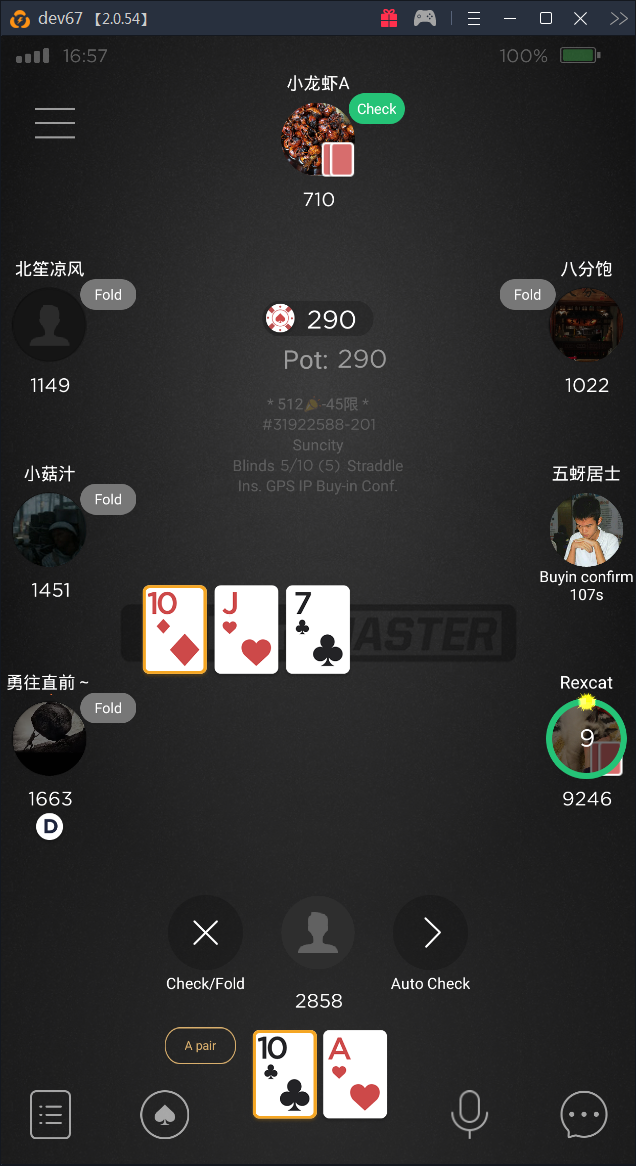 dev67 【2.0.54】
16:57
100%
小龙虾A
Check
710
北笙凉风
Fold
1149
八分饱
Fold
1022
290
Pot: 290
* 512 -45限 *
#31922588-201
Suncity
Blinds 5/10 (5) Straddle
Ins. GPS IP Buy-in Conf.
小菇汁
Fold
1451
五蚜居士
Buyin confirm
107s
10
J
7
勇往直前 ~
Fold
1663
D
Rexcat
9
9246
Check/Fold
2858
Auto Check
A pair
10
A